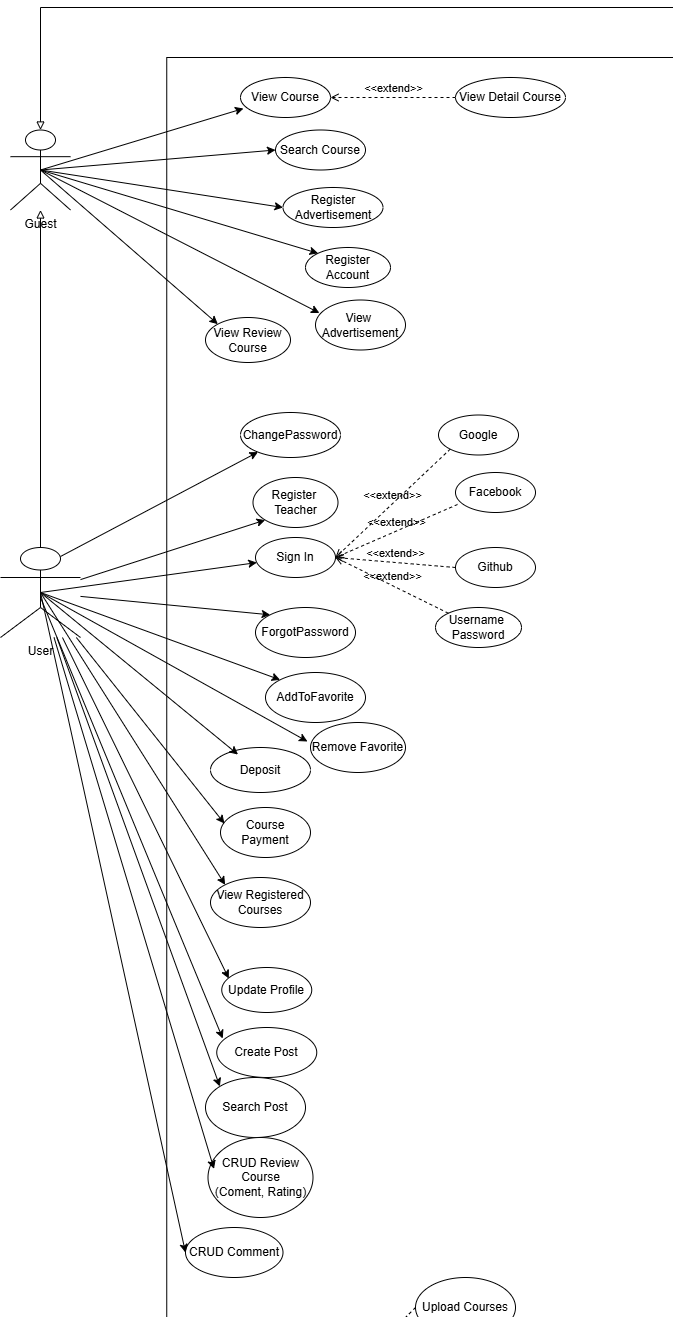 View Course
<<extend>>
View Detail Course
Search Course
Register
Advertisement
Guest
Register
Account
View
Advertisement
View Review
Course
ChangePassword
Google
Register
Teacher
<<extend>>
Facebook
<<extend>>
Sign In
<<extend>>
Github
<<extend>>
Username
Password
ForgotPassword
User
AddToFavorite
Remove Favorite
Deposit
Course
Payment
View Registered
Courses
Update Profile
Create Post
Search Post
CRUD Review
Course
(Coment, Rating)
CRUD Comment
Upload Courses